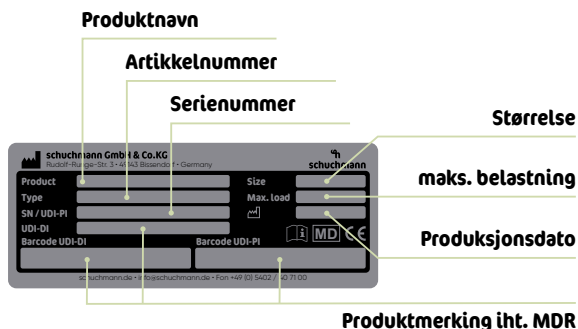 Produktnavn
Artikkelnummer
Serienummer
Størrelse
maks. belastning
Produksjonsdato
schuchmann GmbH & Co.KG
Rudolf-Runge-Str. 3 • 49143 Bissendorf • Germany
schuchmann
Product
Size
Type
Max. load
SN / UDI-PI
UDI-DI
MD CE
Barcode UDI-DI
Barcode UDI-PI
schuchmann.de • info@schuchmann.de • Fon +49 (0) 5402 / 40 71 00
Produktmerking iht. MDR